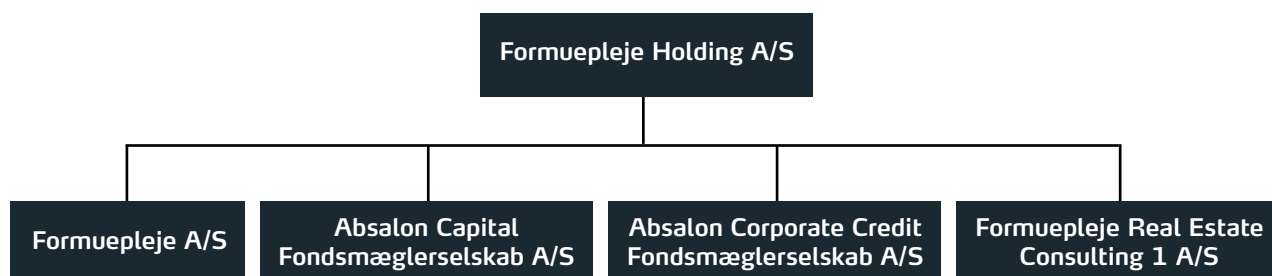 Formuepleje Holding A/S
Formuepleje A/S
Absalon Capital
Fondsmæglerselskab A/S
Absalon Corporate Credit
Fondsmæglerselskab A/S
Formuepleje Real Estate
Consulting 1 A/S